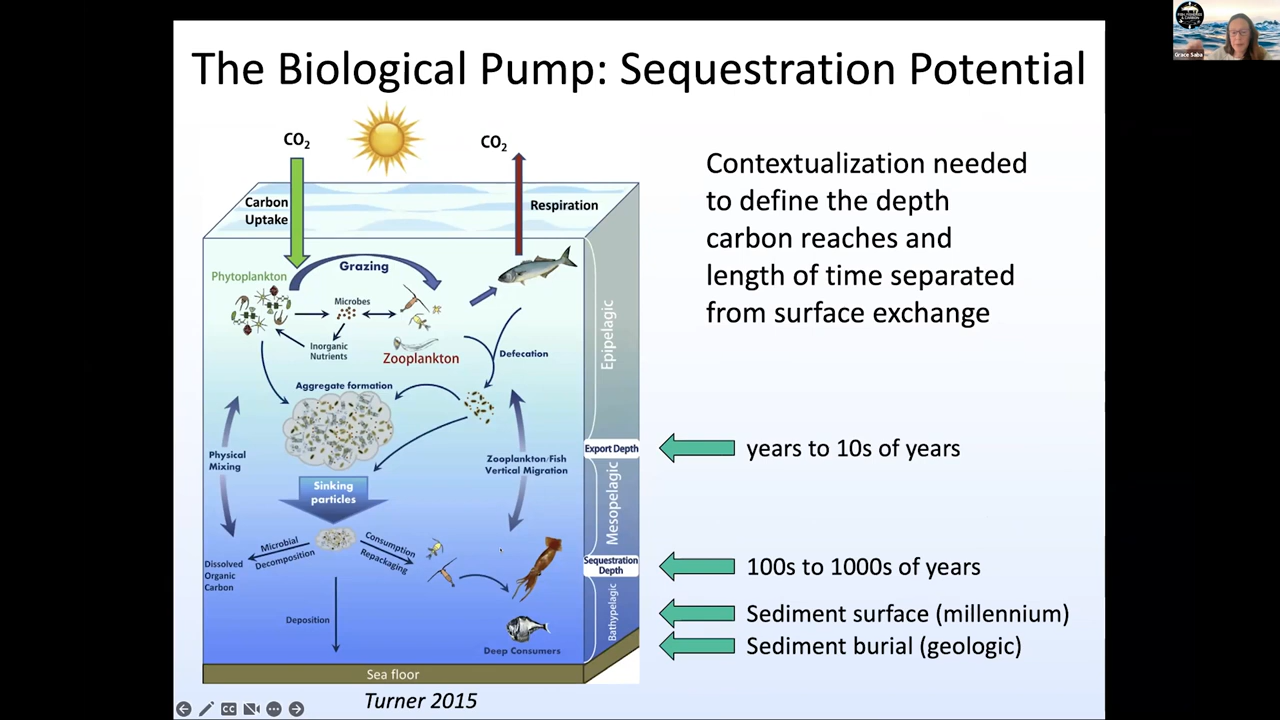 The Biological Pump: Sequestration Potential
CO2
CO2
Carbon
Uptake
Respiration
Phytoplankton
Grazing
Microbes
Inorganic
Nutrients
Zooplankton
Defecation
Aggregate formation
Physical
Mixing
Zooplankton/Fish
Vertical Migration
Sinking
particles
Microbial
Decomposition
Consumption
Repackaging
Dissolved
Organic
Carbon
Deposition
Deep Consumers
Sea floor
Epipelagic
Export Depth
Mesopelagic
Sequestration
Depth
Bathypelagic
Turner 2015
Contextualization needed
to define the depth
carbon reaches and
length of time separated
from surface exchange
years to 10s of years
100s to 1000s of years
Sediment surface (millennium)
Sediment burial (geologic)
CC
Grace Saba